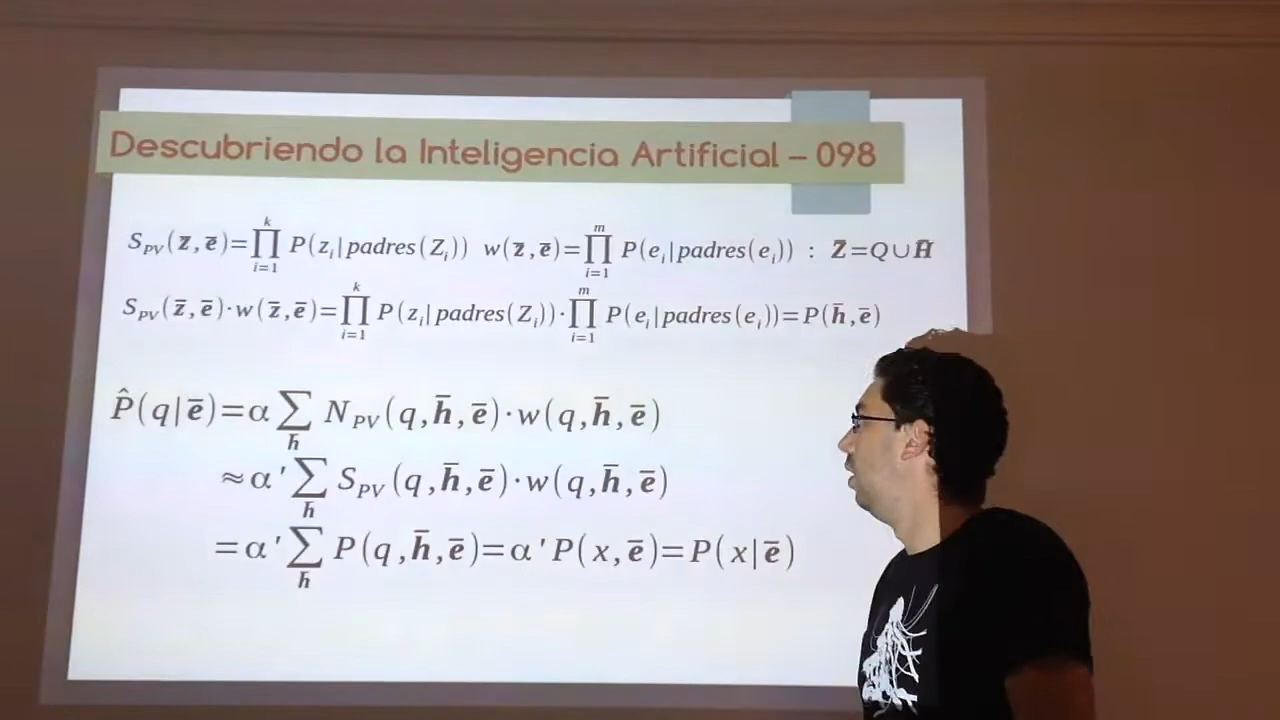 Descubriendo la Inteligencia Artificial – 098
S_PV(z̄,ē)=∏_{i=1}^{k} P(z_i|padres(Z_i)) w(z̄,ē)=∏_{i=1}^{m} P(e_i|padres(e_i)) : Z̄=Q∪H̄
S_PV(z̄,ē)·w(z̄,ē)=∏_{i=1}^{k} P(z_i|padres(Z_i))·∏_{i=1}^{m} P(e_i|padres(e_i))=P(h̄,ē)
P̂(q|ē)=α∑_{h̄} N_PV(q,h̄,ē)·w(q,h̄,ē)
≈α'∑_{h̄} S_PV(q,h̄,ē)·w(q,h̄,ē)
=α'∑_{h̄} P(q,h̄,ē)=α'P(x,ē)=P(x|ē)